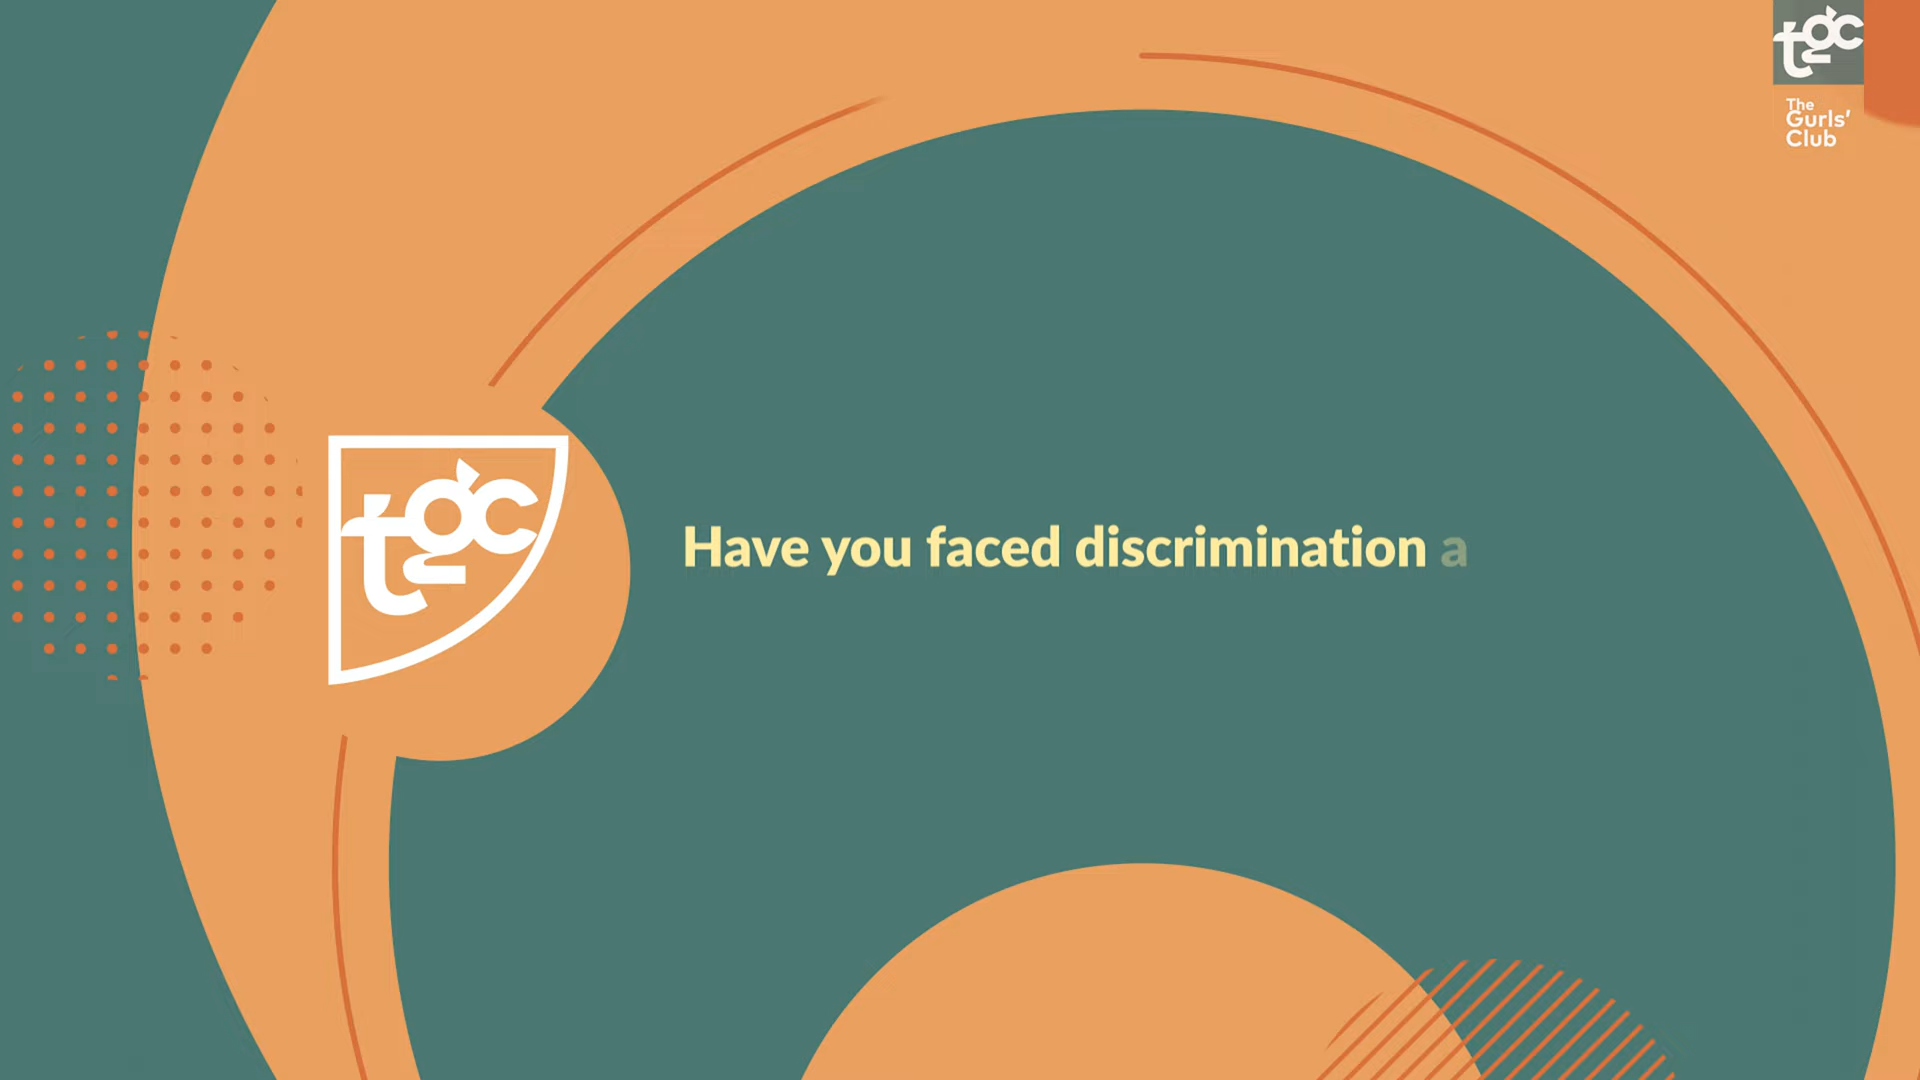 tgc
The
Gurls'
Club
tgc
Have you faced discrimination a